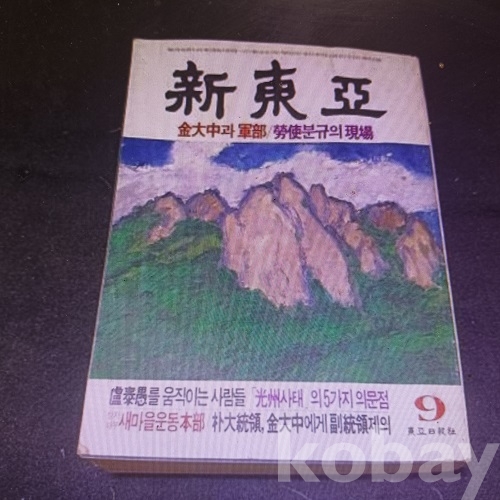 新東亞
金大中과 軍部/勞使분규의 現場
盧泰愚를 움직이는 사람들 「光州사태」의 5가지 의문점
새마을운동本部 朴大統領, 金大中에게 副統領제의
9
東亞日報社
kobay